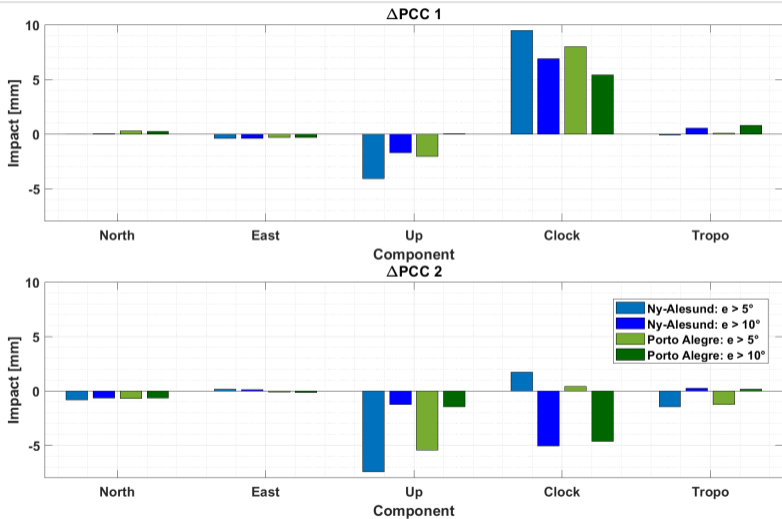 ΔPCC 1
10
5
0
-5
Impact [mm]
North East Up Clock Tropo
Component
ΔPCC 2
10
5
0
-5
Impact [mm]
Ny-Alesund: e > 5°
Ny-Alesund: e > 10°
Porto Alegre: e > 5°
Porto Alegre: e > 10°
North East Up Clock Tropo
Component